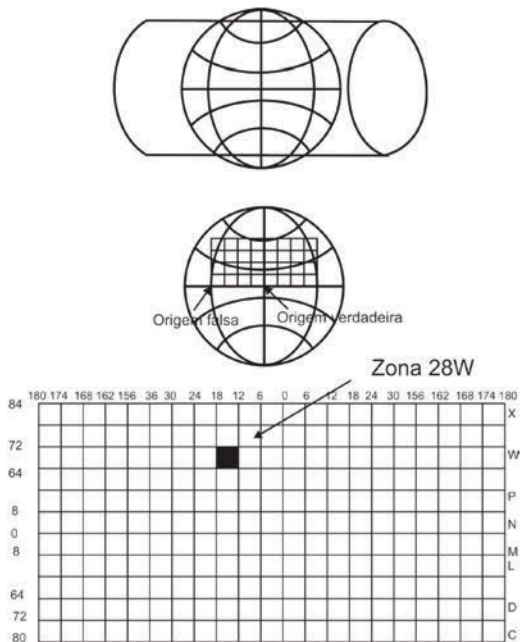 Origem falsa Origem verdadeira
Zona 28W
180 174 168 162 156 36 30 24 18 12 6 0 6 12 18 24 30 156 162 168 174 180
84 X
72 W
64
P
8 N
0
8 M
L
64
D
72
80 C